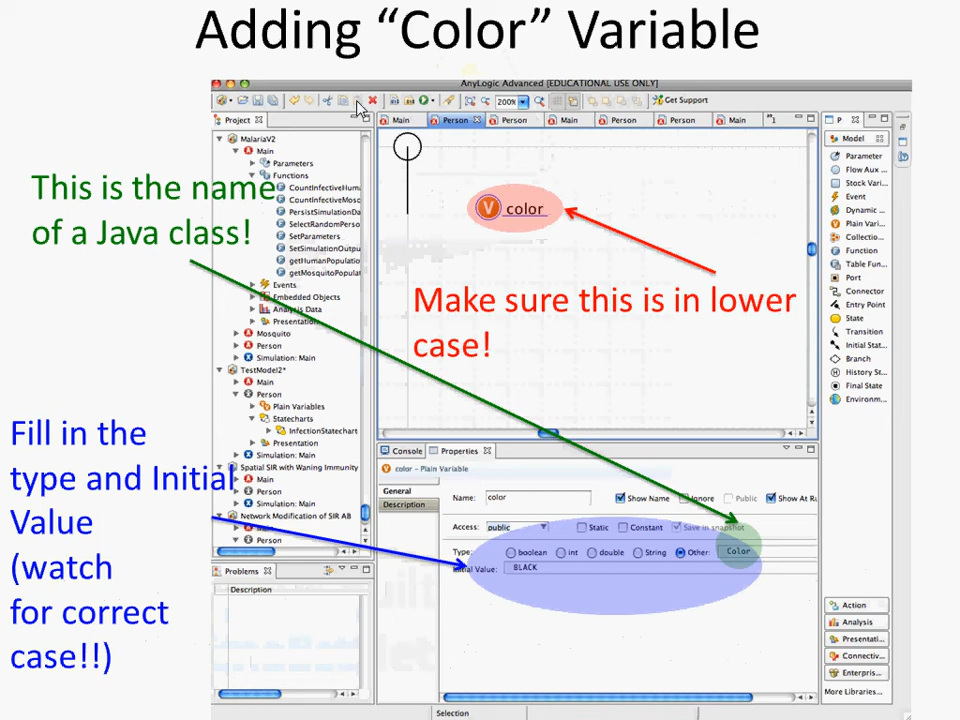 Adding “Color” Variable
AnyLogic Advanced [EDUCATIONAL USE ONLY]
200%
Get Support
Project
Main
Person
Person
Main
Person
Person
Main
1
P
MalariaV2
Main
Parameters
Functions
CountInfectiveHuma
CountInfectiveMosq
PersistSimulationDa
SelectRandomPerso
SetParameters
SetSimulationOutpu
getHumanPopulatio
getMosquitoPopulat
Events
Embedded Objects
Analysis Data
Presentation
Mosquito
Person
Simulation: Main
TestModel2*
Main
Person
Plain Variables
Statecharts
InfectionStatechart
Presentation
Simulation: Main
Spatial SIR with Waning Immunity
Main
Person
Simulation: Main
Network Modification of SIR AB
Main
Person
This is the name
of a Java class!
V color
Make sure this is in lower
case!
Fill in the
type and Initial
Value
(watch
for correct
case!!)
Model
Parameter
Flow Aux ...
Stock Vari...
Event
Dynamic ...
Plain Vari...
Collectio...
Function
Table Fun...
Port
Connector
Entry Point
State
Transition
Initial Stat...
Branch
History St...
Final State
Environm...
Console
Properties
color - Plain Variable
General
Description
Name: color
Show Name
Ignore
Public
Show At Ru
Access: public
Static
Constant
Save in snapshot
Type: boolean int double String Other: Color
Initial Value: BLACK
Problems
Description
Action
Analysis
Presentati...
Connectiv...
Enterpris...
More Libraries...
Selection